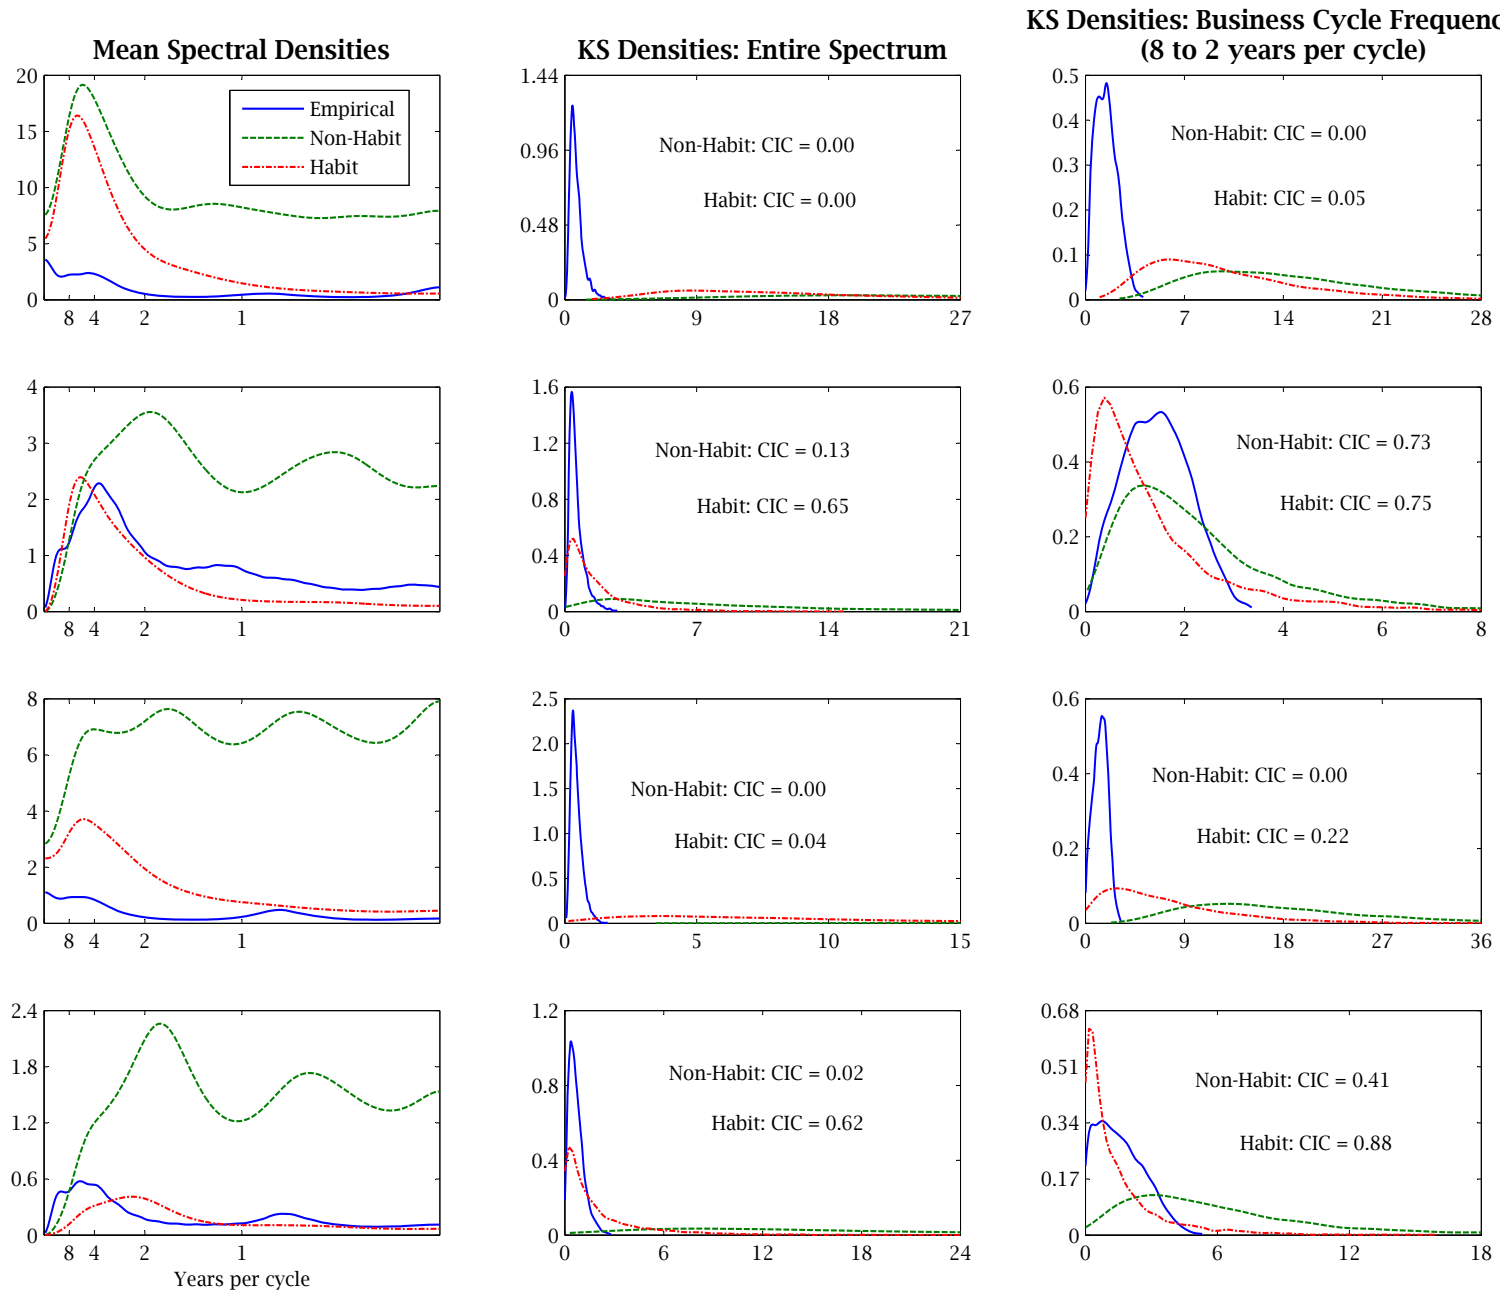 Mean Spectral Densities
KS Densities: Entire Spectrum
KS Densities: Business Cycle Frequenc
(8 to 2 years per cycle)
20
15
10
5
0
8 4 2 1
Empirical
Non-Habit
Habit
1.44
0.96
0.48
0
0 9 18 27
Non-Habit: CIC = 0.00
Habit: CIC = 0.00
0.5
0.4
0.3
0.2
0.1
0
0 7 14 21 28
Non-Habit: CIC = 0.00
Habit: CIC = 0.05
4
3
2
1
0
8 4 2 1
1.6
1.2
0.8
0.4
0
0 7 14 21
Non-Habit: CIC = 0.13
Habit: CIC = 0.65
0.6
0.4
0.2
0
0 2 4 6 8
Non-Habit: CIC = 0.73
Habit: CIC = 0.75
8
6
4
2
0
8 4 2 1
2.5
2.0
1.5
1.0
0.5
0
0 5 10 15
Non-Habit: CIC = 0.00
Habit: CIC = 0.04
0.6
0.4
0.2
0
0 9 18 27 36
Non-Habit: CIC = 0.00
Habit: CIC = 0.22
2.4
1.8
1.2
0.6
0
8 4 2 1
Years per cycle
1.2
0.8
0.4
0
0 6 12 18 24
Non-Habit: CIC = 0.02
Habit: CIC = 0.62
0.68
0.51
0.34
0.17
0
0 6 12 18
Non-Habit: CIC = 0.41
Habit: CIC = 0.88